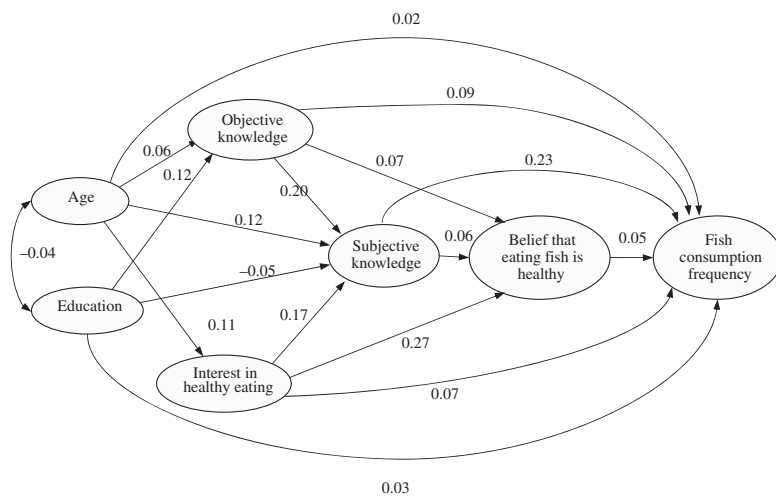 0.02
0.09
Objective
knowledge
0.06
0.07
0.12
0.23
0.20
Age
0.12
0.06
Subjective
knowledge
Belief that
eating fish is
healthy
0.05
Fish
consumption
frequency
–0.04
–0.05
Education
0.11
0.17
0.27
Interest in
healthy eating
0.07
0.03